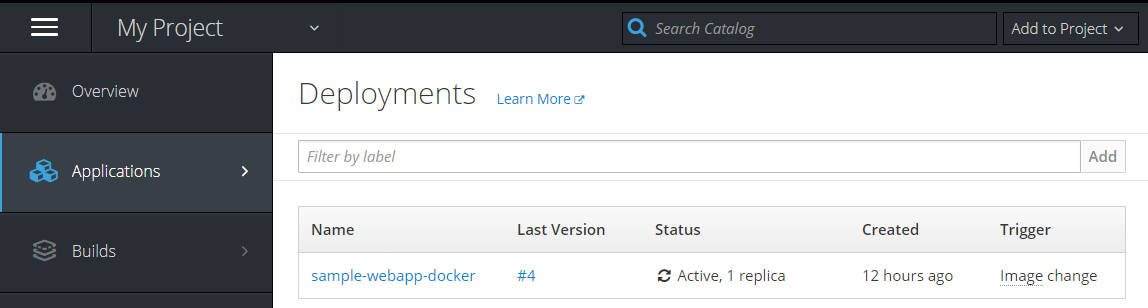 My Project
Search Catalog
Add to Project
Overview
Applications
Builds
Deployments Learn More
Filter by label
Add
Name Last Version Status Created Trigger
sample-webapp-docker #4 Active, 1 replica 12 hours ago Image change